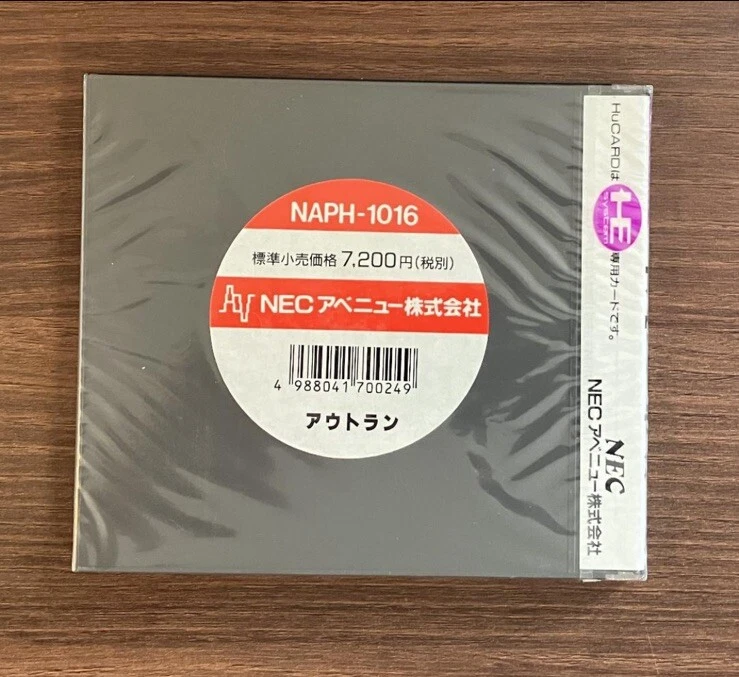 NAPH-1016
標準小売価格 7,200円(税別)
NECアベニュー株式会社
4 988041 700249
アウトラン
HuCARDは HE system 専用カードです。
NEC
NECアベニュー株式会社